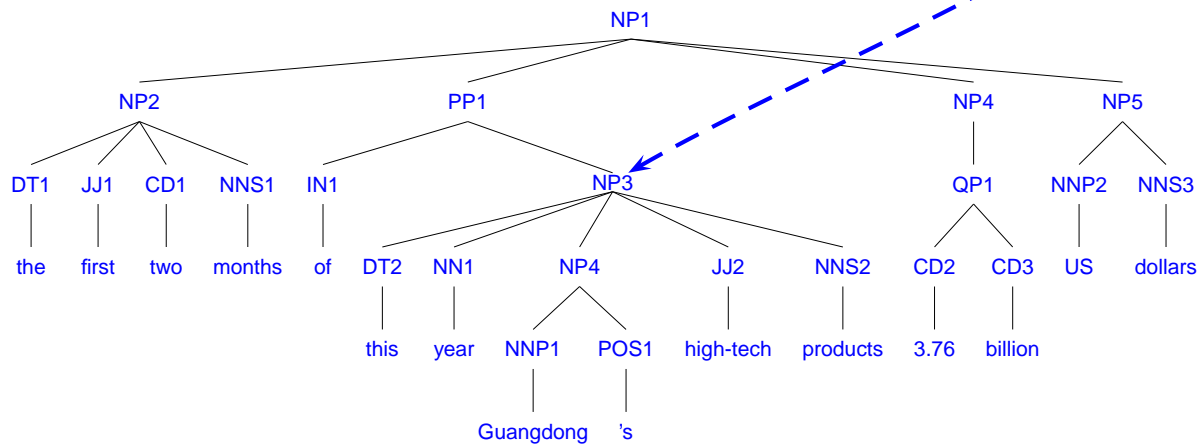 NP1
NP2 PP1 NP4 NP5
DT1 JJ1 CD1 NNS1 IN1 NP3 QP1 NNP2 NNS3
the first two months of DT2 NN1 NP4 JJ2 NNS2 CD2 CD3 US dollars
this year NNP1 POS1 high-tech products 3.76 billion
Guangdong 's